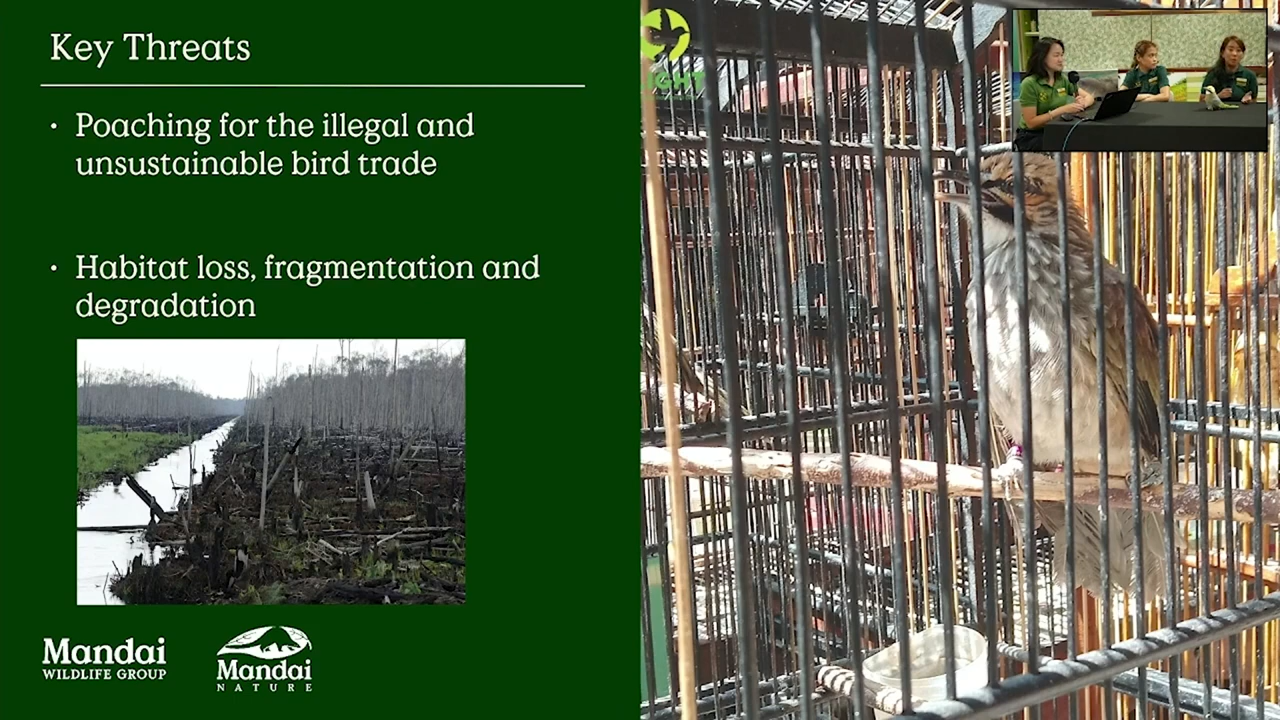 Key Threats
• Poaching for the illegal and
unsustainable bird trade
• Habitat loss, fragmentation and
degradation
Mandai
WILDLIFE GROUP
Mandai
NATURE